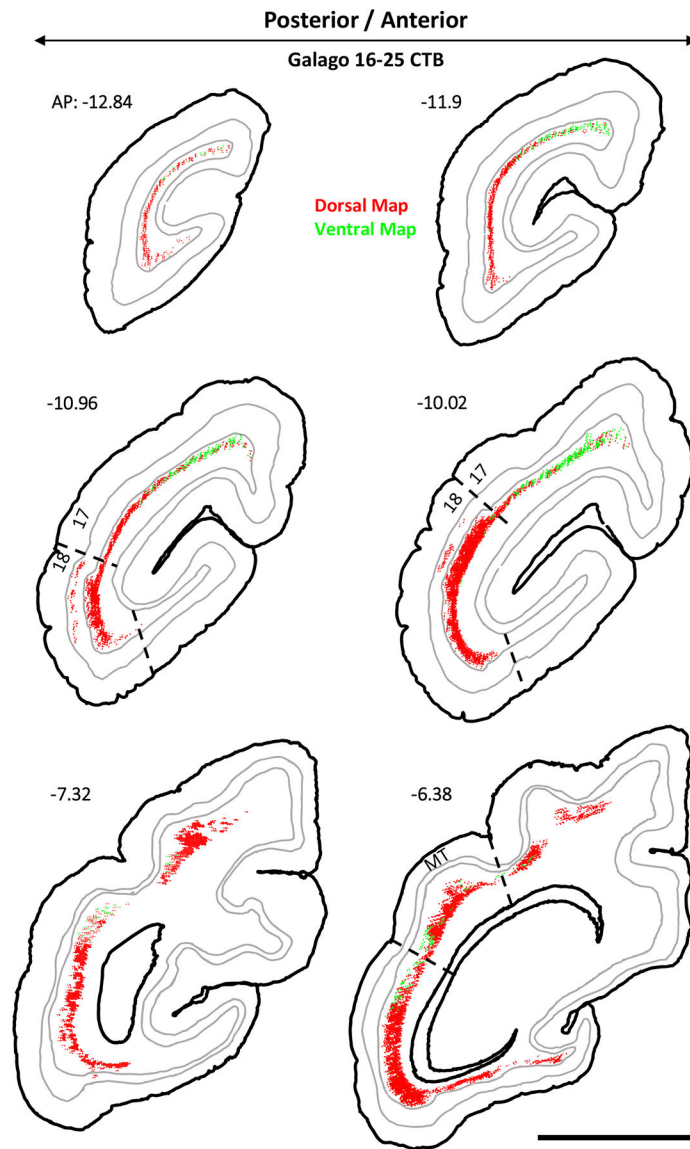 Posterior / Anterior
Galago 16-25 CTB
AP: -12.84
-11.9
Dorsal Map
Ventral Map
-10.96
-10.02
17
18
17
18
-7.32
-6.38
MT